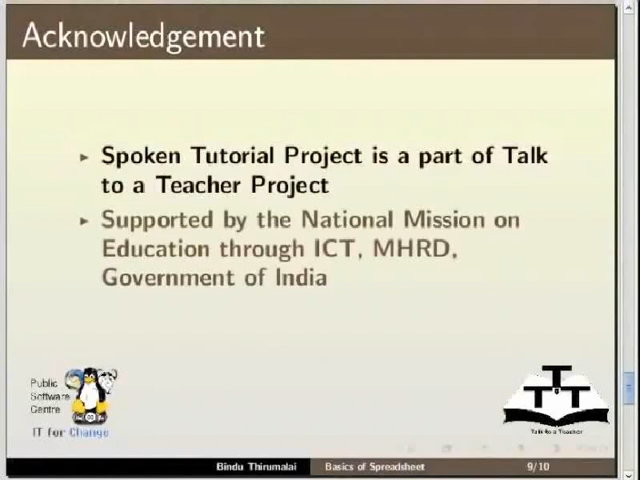 Acknowledgement
Spoken Tutorial Project is a part of Talk
to a Teacher Project
Supported by the National Mission on
Education through ICT, MHRD,
Government of India
Public
Software
Centre
IT for Change
T T T
Talk to a Teacher
Bindu Thirumalai
Basics of Spreadsheet
9/10